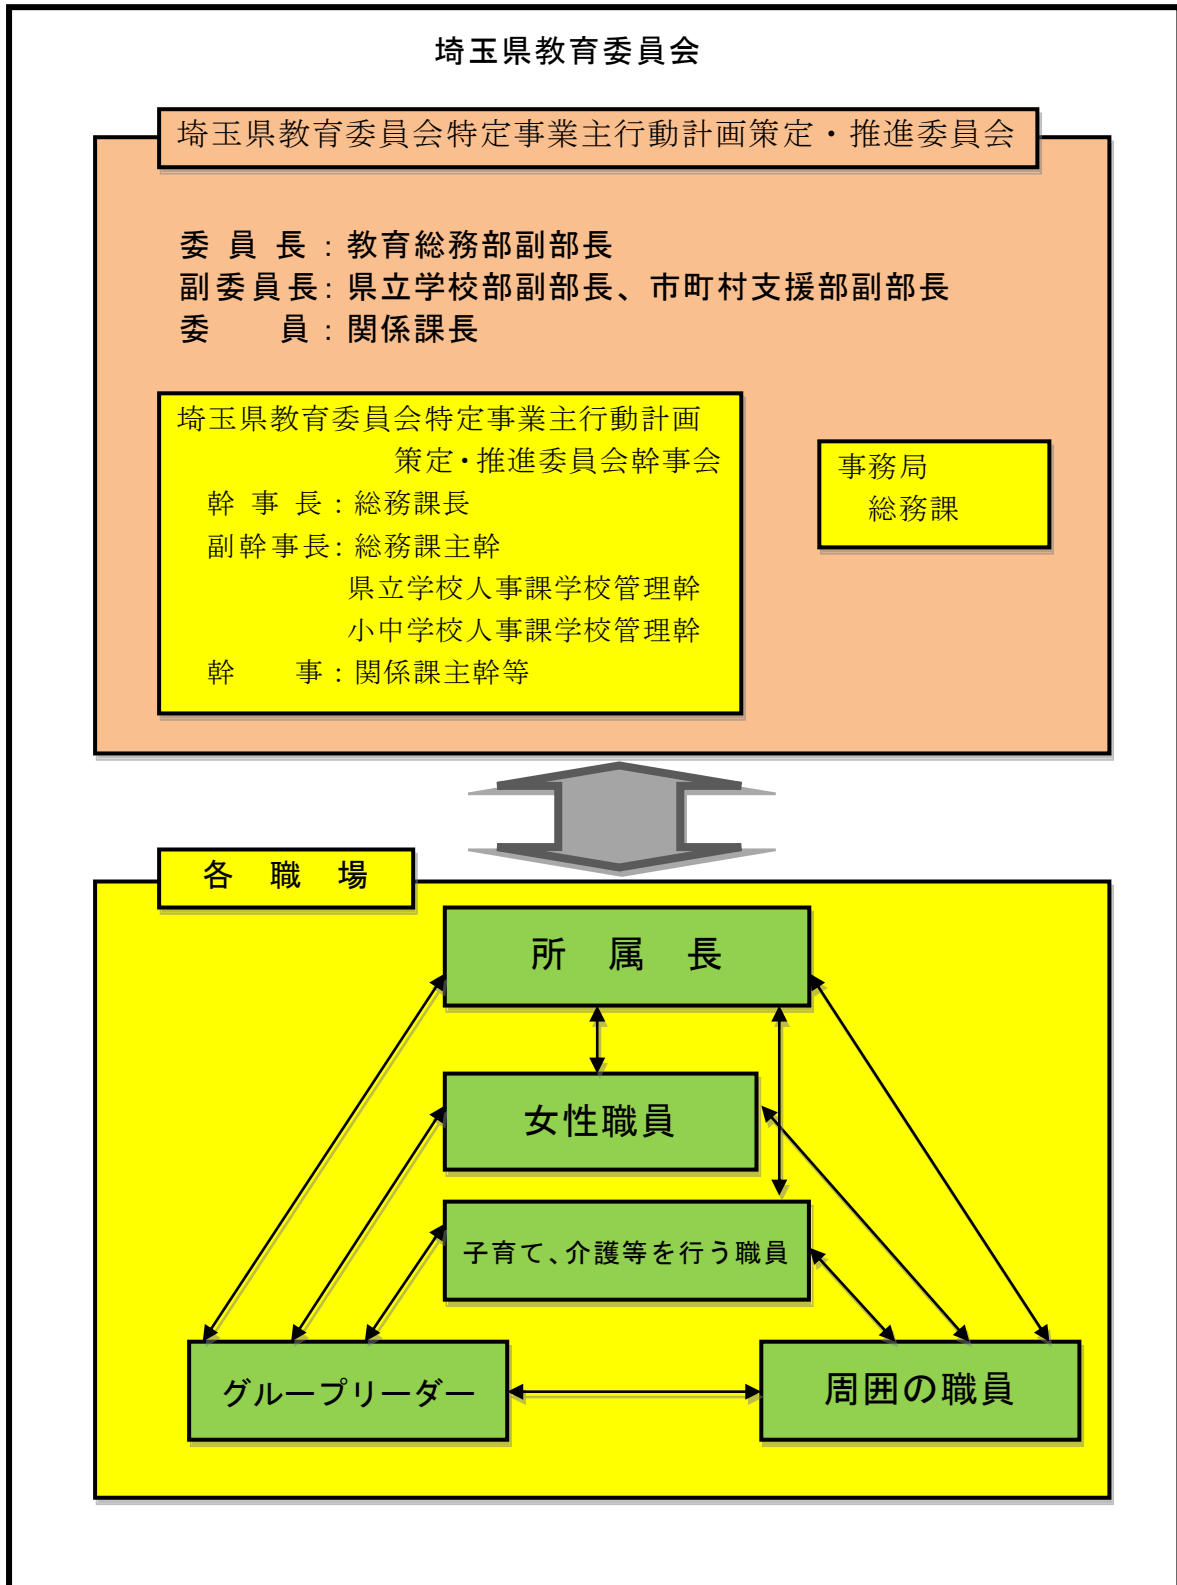 埼玉県教育委員会
埼玉県教育委員会特定事業主行動計画策定・推進委員会
委 員 長：教育総務部副部長
副委員長：県立学校部副部長、市町村支援部副部長
委　　員：関係課長
埼玉県教育委員会特定事業主行動計画
策定・推進委員会幹事会
幹 事 長：総務課長
副幹事長：総務課主幹
県立学校人事課学校管理幹
小中学校人事課学校管理幹
幹　　事：関係課主幹等
事務局
総務課
各　職　場
所　属　長
女性職員
子育て、介護等を行う職員
グループリーダー
周囲の職員